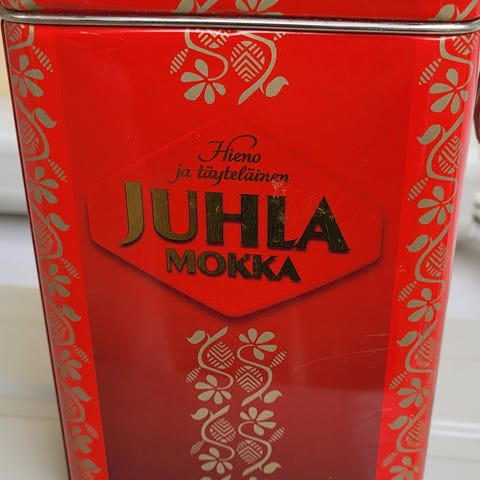 Hieno
ja täyteläinen
JUHLA
MOKKA